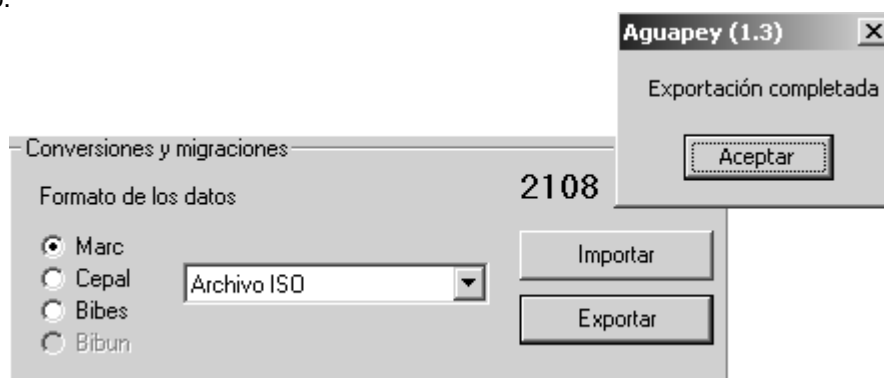 Aguapey (1.3)
Exportación completada
Aceptar
Conversiones y migraciones
Formato de los datos
2108
Marc
Cepal
Bibes
Bibun
Archivo ISO
Importar
Exportar